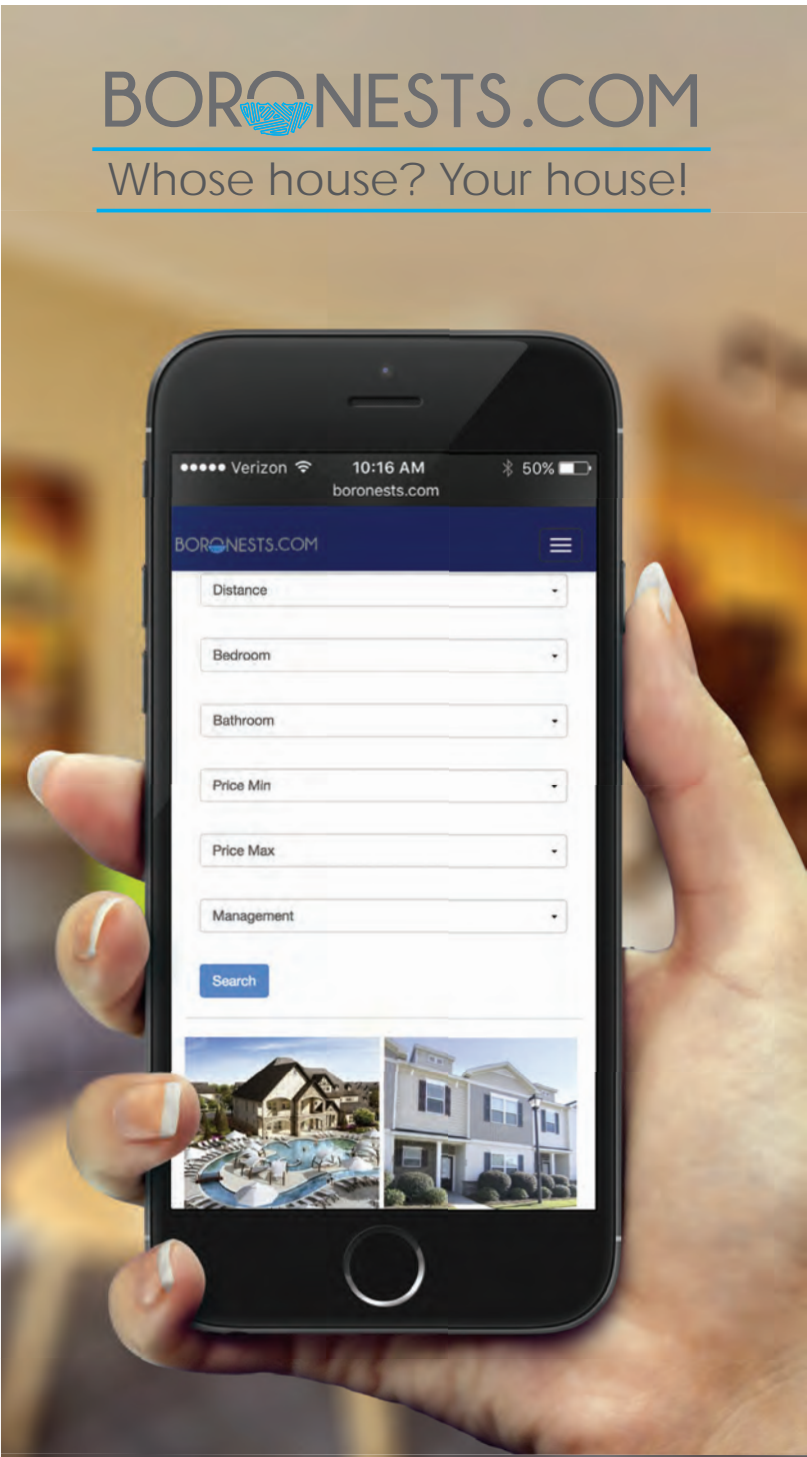 BORONESTS.COM
Whose house? Your house!
Verizon 10:16 AM 50%
boronests.com
BORONESTS.COM
Distance
Bedroom
Bathroom
Price Min
Price Max
Management
Search